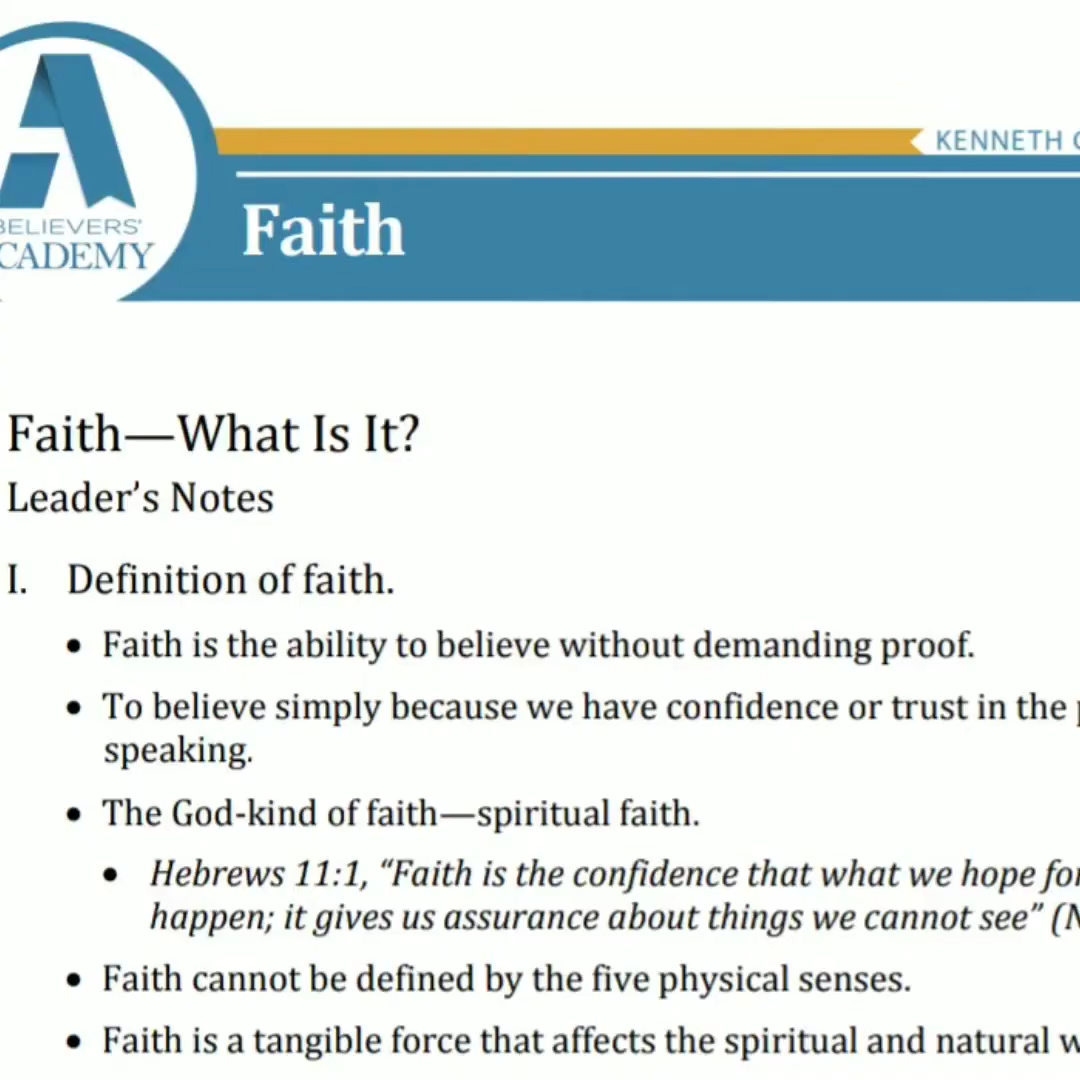 KENNETH
BELIEVERS'
CADEMY
Faith
Faith—What Is It?
Leader's Notes
I. Definition of faith.
• Faith is the ability to believe without demanding proof.
• To believe simply because we have confidence or trust in the
speaking.
• The God-kind of faith—spiritual faith.
• Hebrews 11:1, “Faith is the confidence that what we hope for
happen; it gives us assurance about things we cannot see” (N
• Faith cannot be defined by the five physical senses.
• Faith is a tangible force that affects the spiritual and natural w